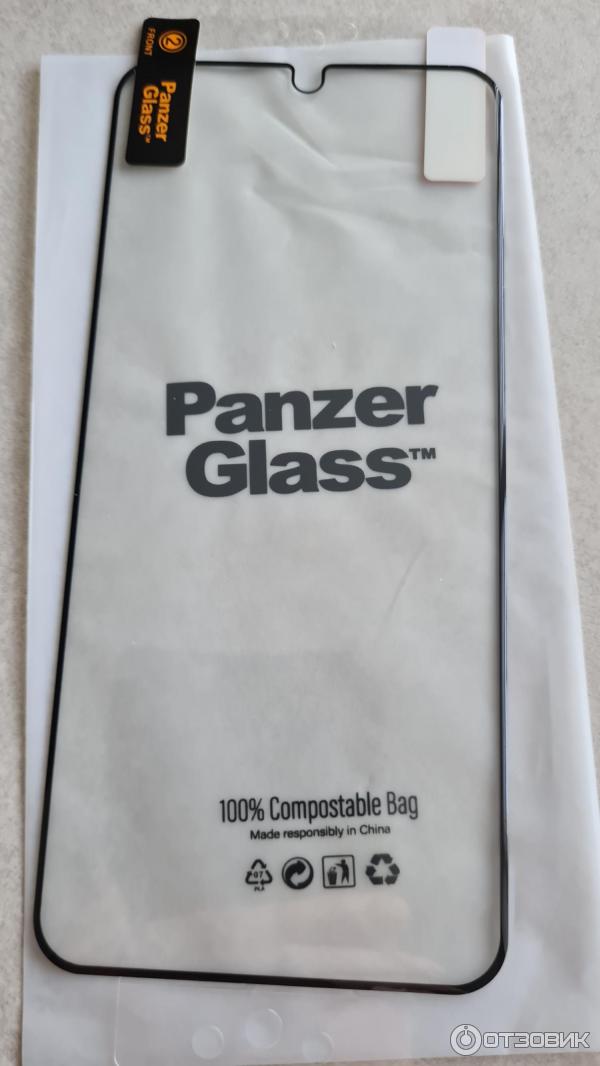 2
FRONT
Panzer
Glass™
Panzer
Glass™
100% Compostable Bag
Made responsibly in China
07
PLA
ОТЗОВИК